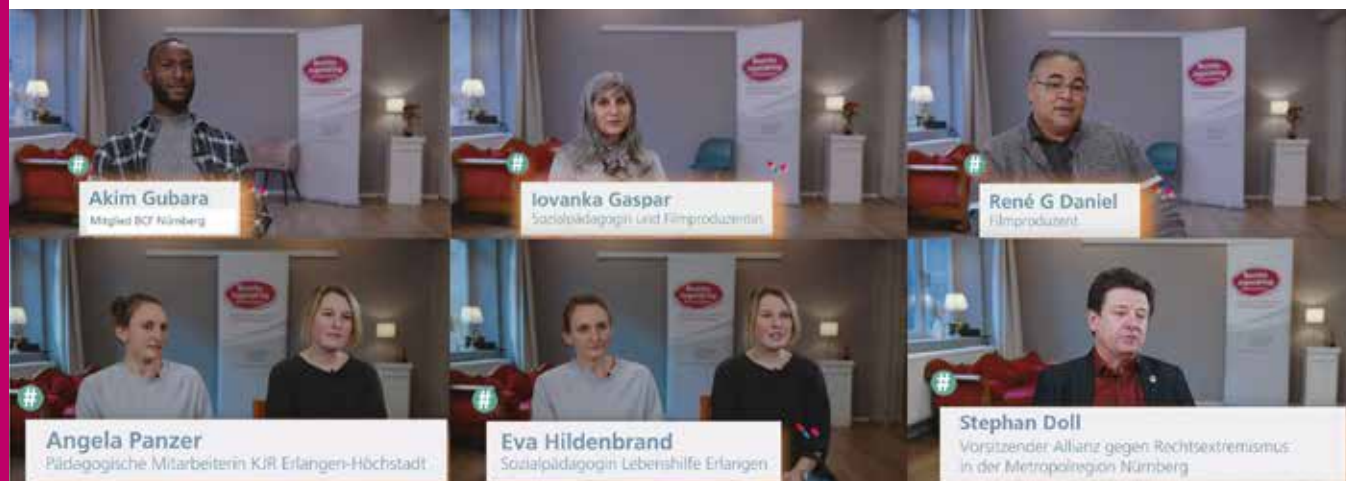 #
Akim Gubara
Mitglied BCF Nürnberg
#
Iovanka Gaspar
Sozialpädagogin und Filmproduzentin
#
René G Daniel
Filmproduzent
#
Angela Panzer
Pädagogische Mitarbeiterin KJR Erlangen-Höchstadt
#
Eva Hildenbrand
Sozialpädagogin Lebenshilfe Erlangen
#
Stephan Doll
Vorsitzender Allianz gegen Rechtsextremismus
in der Metropolregion Nürnberg